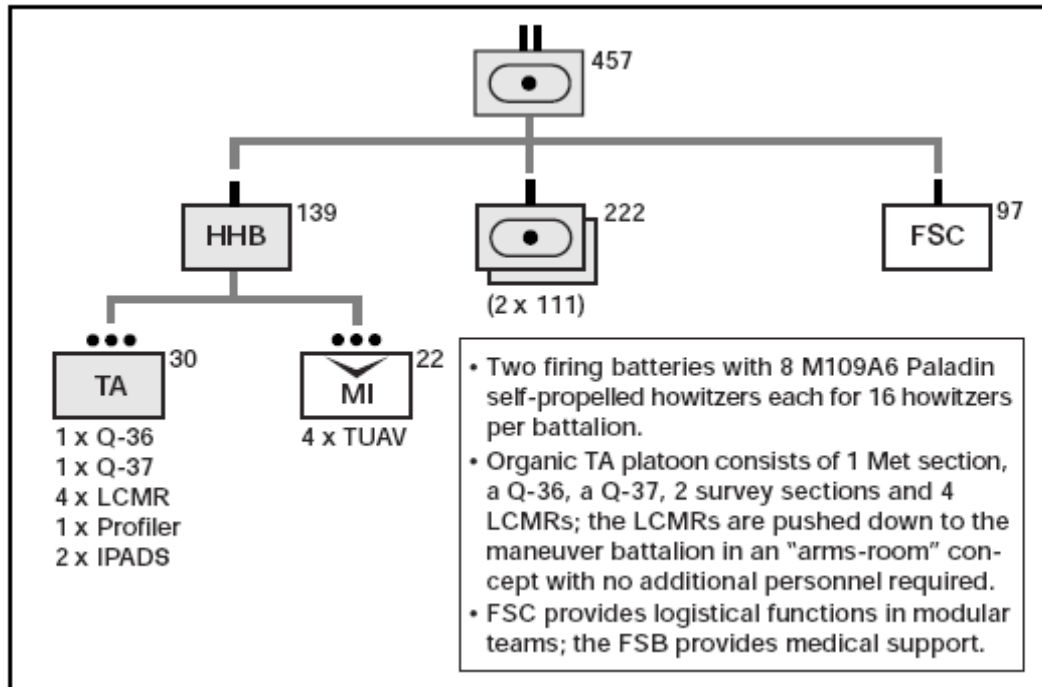 457
HHB
139
222
(2 x 111)
FSC
97
TA
30
1 x Q-36
1 x Q-37
4 x LCMR
1 x Profiler
2 x IPADS
MI
22
4 x TUAV
• Two firing batteries with 8 M109A6 Paladin
self-propelled howitzers each for 16 howitzers
per battalion.
• Organic TA platoon consists of 1 Met section,
a Q-36, a Q-37, 2 survey sections and 4
LCMRs; the LCMRs are pushed down to the
maneuver battalion in an "arms-room" con-
cept with no additional personnel required.
• FSC provides logistical functions in modular
teams; the FSB provides medical support.